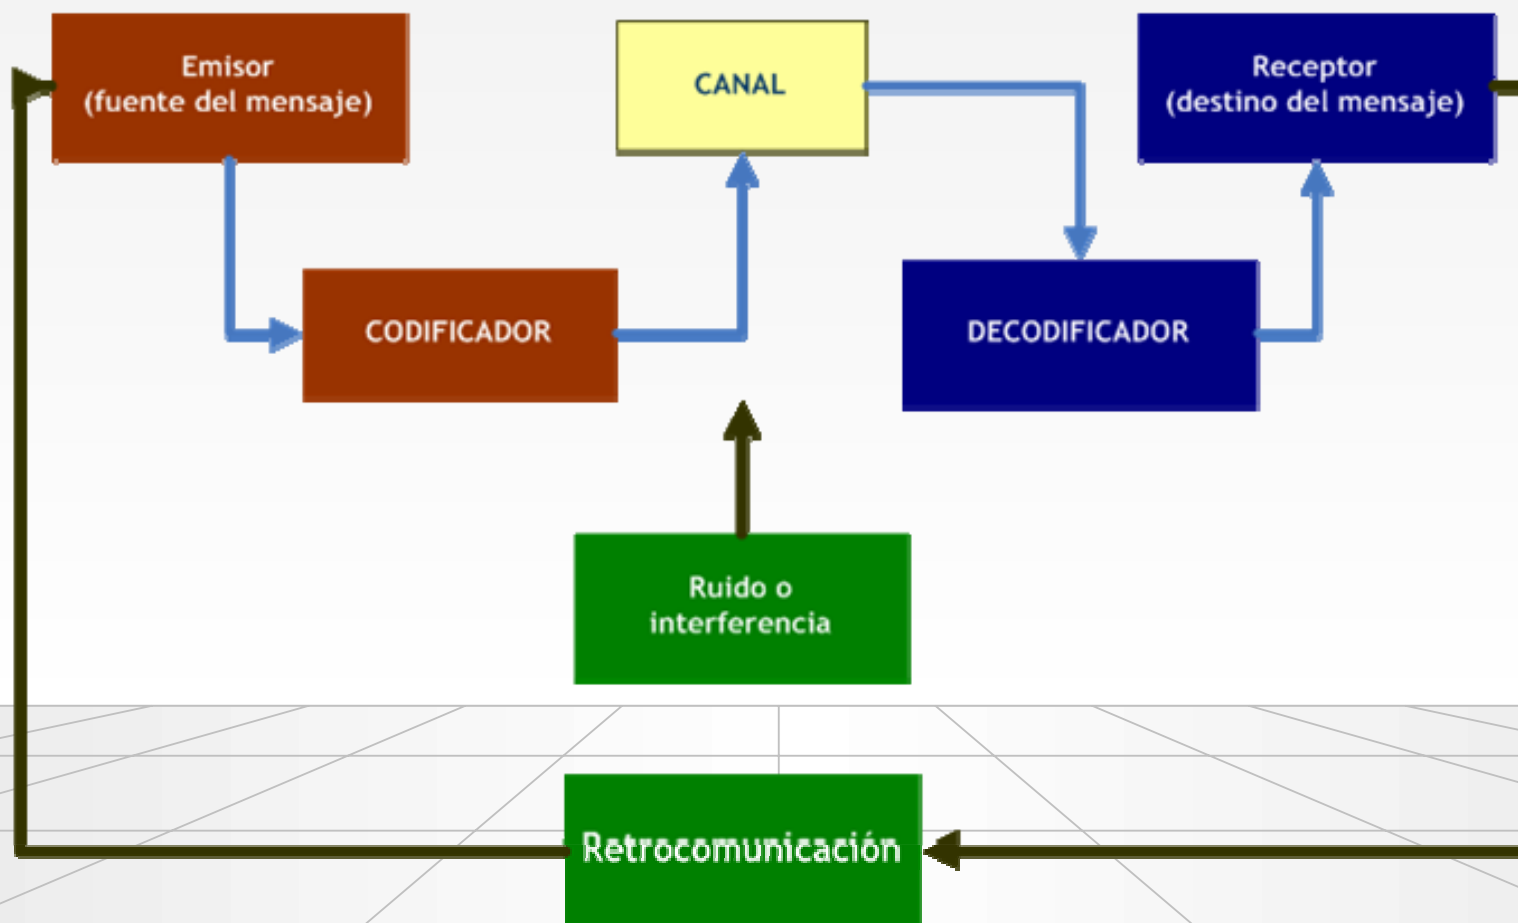 Emisor
(fuente del mensaje)
CANAL
Receptor
(destino del mensaje)
CODIFICADOR
DECODIFICADOR
Ruido o
interferencia
Retrocomunicación